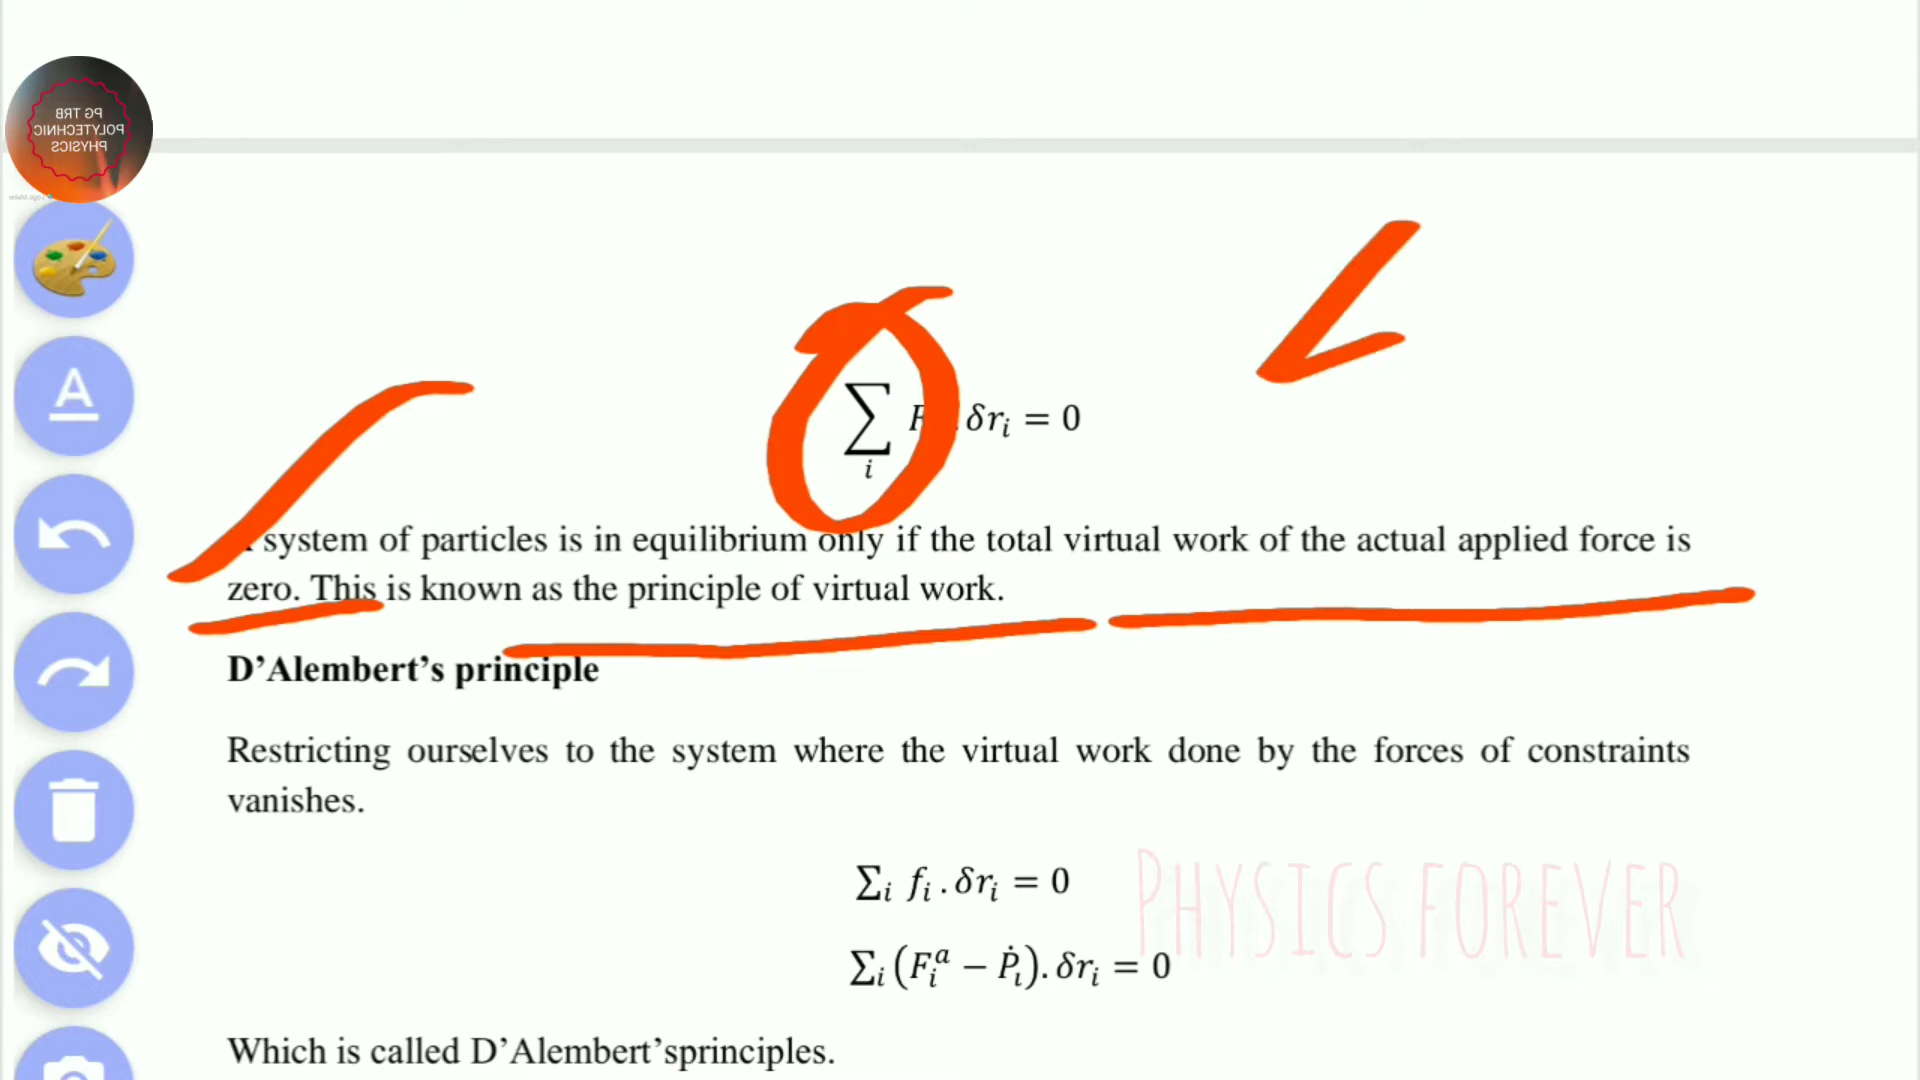 PG TRB
POLYTECHNIC
PHYSICS
∑ F . δrᵢ = 0
i
system of particles is in equilibrium only if the total virtual work of the actual applied force is
zero. This is known as the principle of virtual work.
D’Alembert’s principle
Restricting ourselves to the system where the virtual work done by the forces of constraints
vanishes.
∑ᵢ fᵢ . δrᵢ = 0
∑ᵢ (Fᵢᵃ − Ṗᵢ). δrᵢ = 0
PHYSICS FOREVER
Which is called D’Alembert’sprinciples.
A